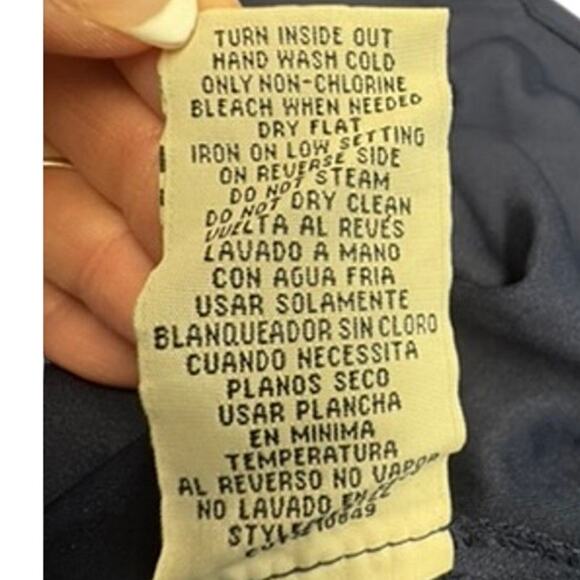 TURN INSIDE OUT
HAND WASH COLD
ONLY NON-CHLORINE
BLEACH WHEN NEEDED
DRY FLAT
IRON ON LOW SETTING
ON REVERSE SIDE
DO NOT STEAM
DO NOT DRY CLEAN
VUELTA AL REVÉS
LAVADO A MANO
CON AGUA FRIA
USAR SOLAMENTE
BLANQUEADOR SIN CLORO
CUANDO NECESSITA
PLANOS SECO
USAR PLANCHA
EN MINIMA
TEMPERATURA
AL REVERSO NO VAPOR
NO LAVADO EN
STYLE: 10649